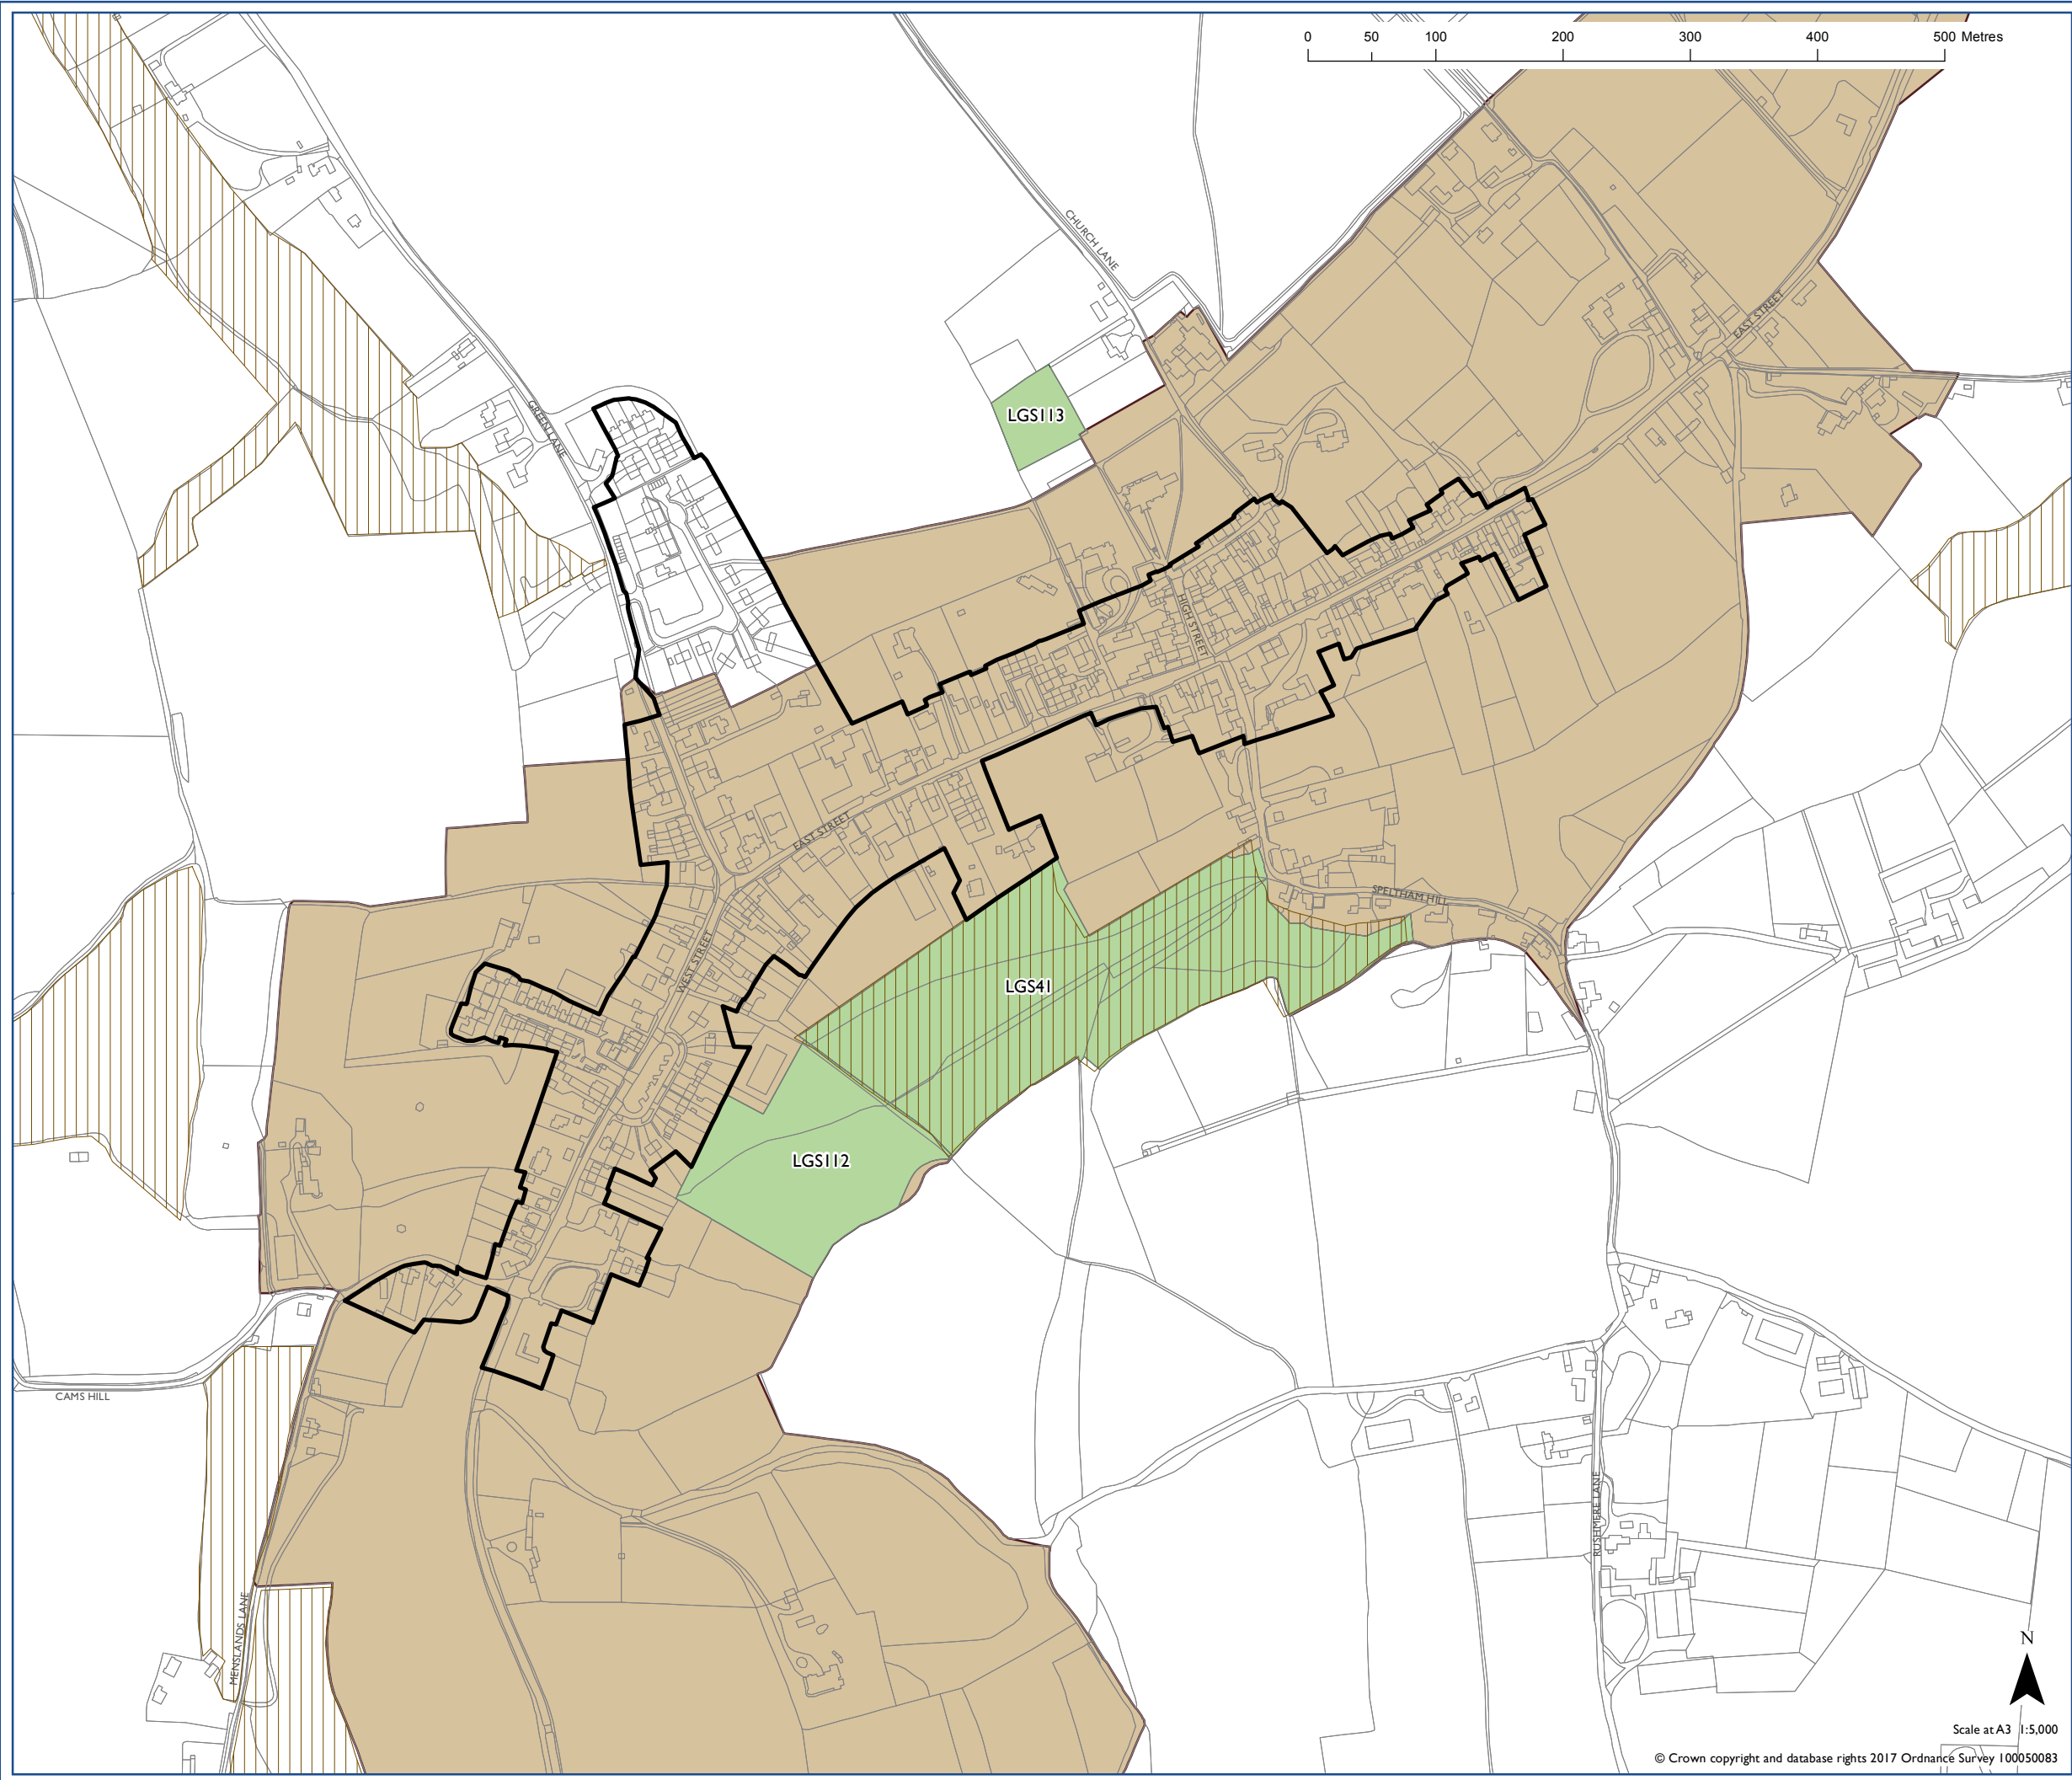 0 50 100 200 300 400 500 Metres
CHURCH LANE
EAST STREET
GREEN LANE
LGS113
HIGH STREET
EAST STREET
SPELTHAM HILL
WEST STREET
LGS41
LGS112
CAMS HILL
RUSHMERE LANE
MENSLANDS LANE
N
Scale at A3 1:5,000
© Crown copyright and database rights 2017 Ordnance Survey 100050083